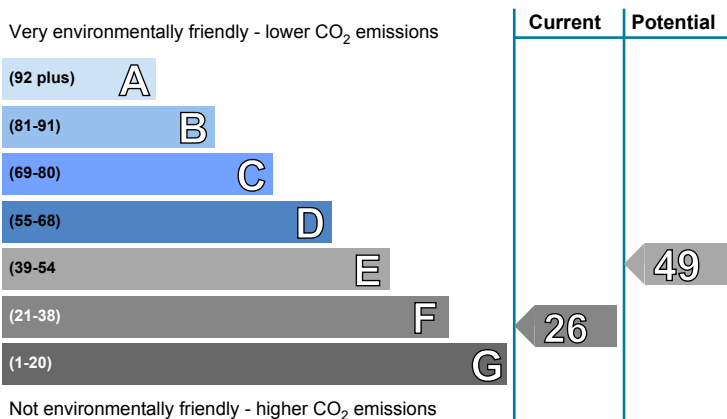 Current Potential
Very environmentally friendly - lower CO2 emissions
(92 plus) A
(81-91) B
(69-80) C
(55-68) D
(39-54 E
49
(21-38) F
26
(1-20) G
Not environmentally friendly - higher CO2 emissions